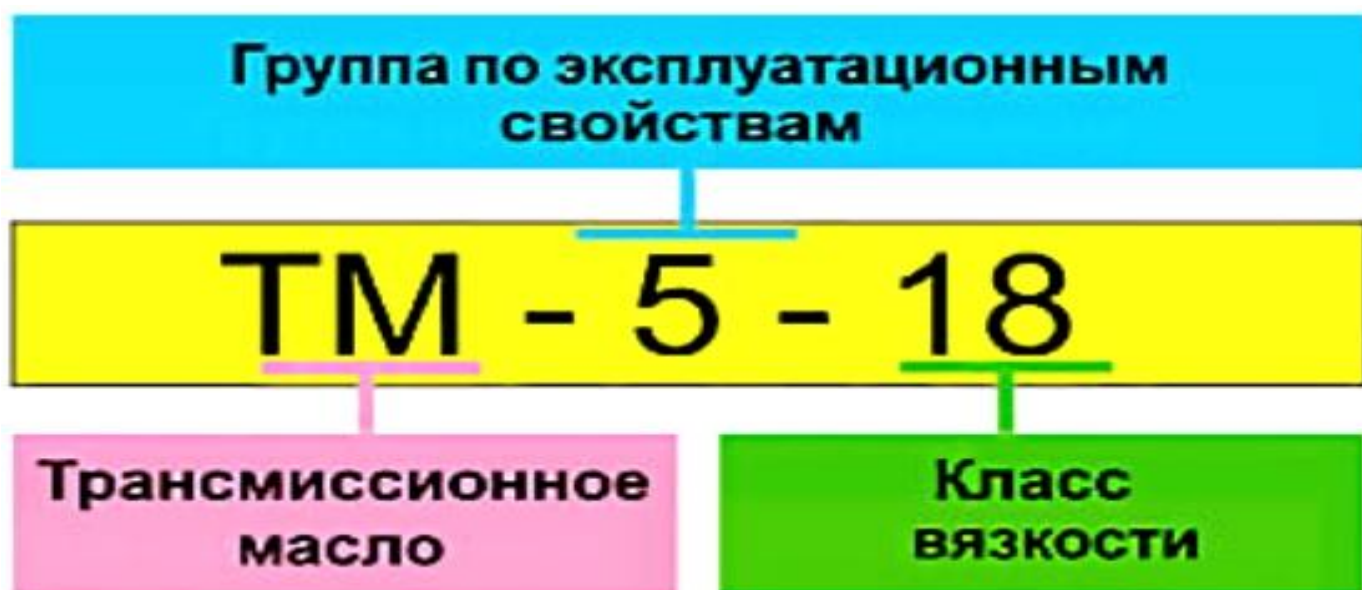 Группа по эксплуатационным
свойствам
ТМ - 5 - 18
Трансмиссионное
масло
Класс
вязкости